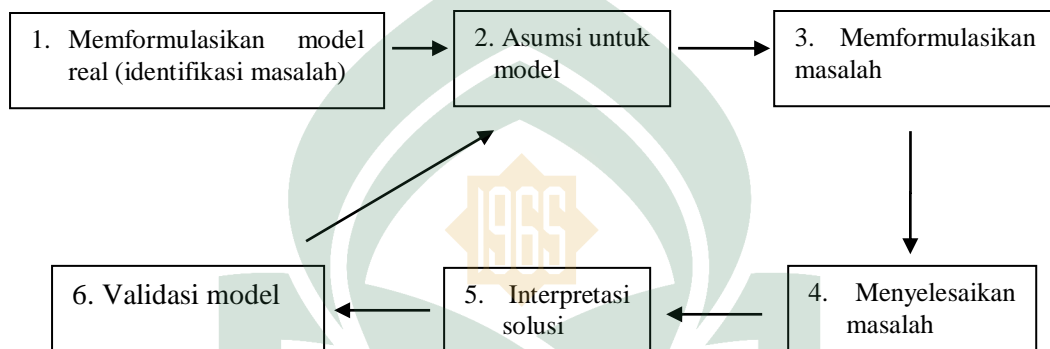 1. Memformulasikan model
real (identifikasi masalah)
2. Asumsi untuk
model
3. Memformulasikan
masalah
4. Menyelesaikan
masalah
5. Interpretasi
solusi
6. Validasi model
1965